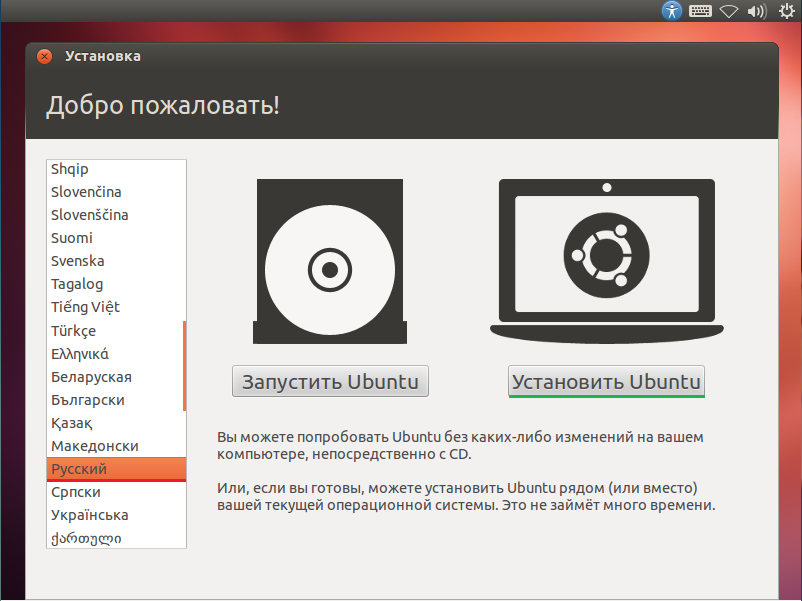 Установка
Добро пожаловать!
Shqip
Slovenčina
Slovenščina
Suomi
Svenska
Tagalog
Tiếng Việt
Türkçe
Ελληνικά
Беларуская
Български
Қазақ
Македонски
Русский
Српски
Українська
ქართული
Запустить Ubuntu
Установить Ubuntu
Вы можете попробовать Ubuntu без каких-либо изменений на вашем
компьютере, непосредственно с CD.
Или, если вы готовы, можете установить Ubuntu рядом (или вместо)
вашей текущей операционной системы. Это не займёт много времени.